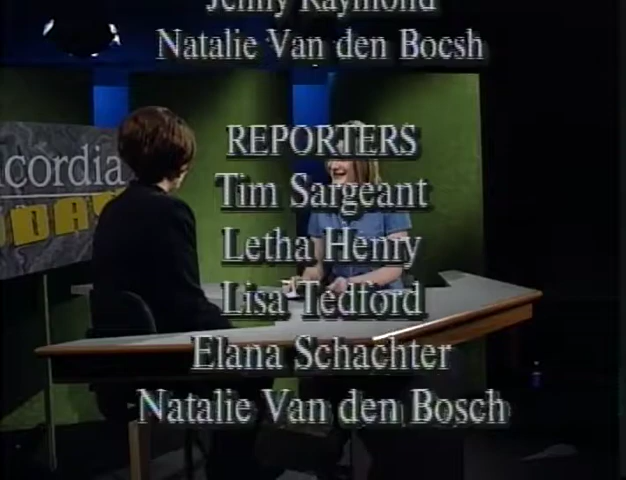 Jenny Raymond
Natalie Van den Bocsh
REPORTERS
Tim Sargeant
Letha Henry
Lisa Tedford
Elana Schachter
Natalie Van den Bosch
cordia
DAY